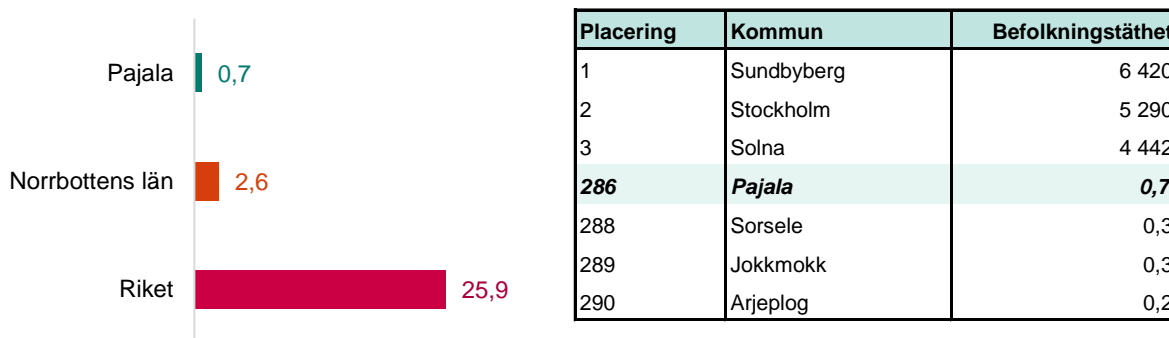 Pajala 0,7
Norrbottens län 2,6
Riket 25,9
Placering Kommun Befolkningstäthet
1 Sundbyberg 6 420
2 Stockholm 5 290
3 Solna 4 442
286 Pajala 0,7
288 Sorsele 0,3
289 Jokkmokk 0,3
290 Arjeplog 0,2